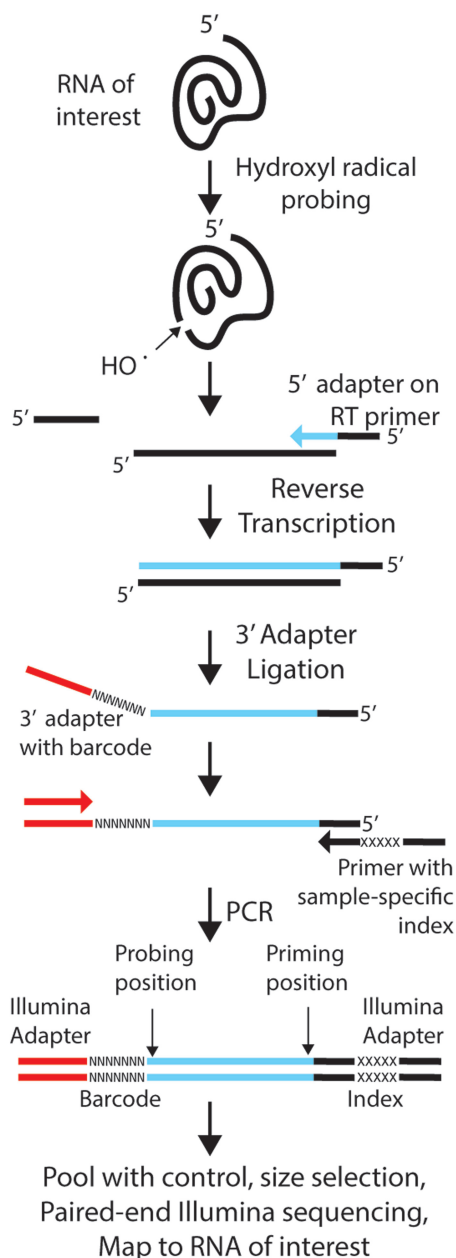 5′
RNA of
interest
Hydroxyl radical
probing
5′
HO ·
5′ adapter on
RT primer
5′
5′
5′
Reverse
Transcription
5′
5′
3′ Adapter
Ligation
NNNNNNN
3′ adapter
with barcode
5′
NNNNNNN
5′
XXXXX
Primer with
sample-specific
index
PCR
Probing
position
Priming
position
Illumina
Adapter
Illumina
Adapter
NNNNNNN
XXXXX
NNNNNNN
XXXXX
Barcode
Index
Pool with control, size selection,
Paired-end Illumina sequencing,
Map to RNA of interest